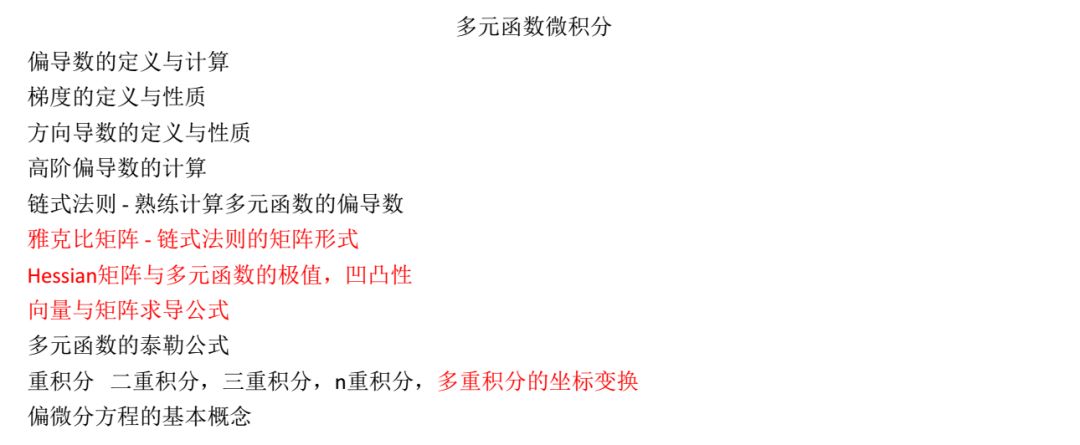 多元函数微积分
偏导数的定义与计算
梯度的定义与性质
方向导数的定义与性质
高阶偏导数的计算
链式法则 - 熟练计算多元函数的偏导数
雅克比矩阵 - 链式法则的矩阵形式
Hessian矩阵与多元函数的极值，凹凸性
向量与矩阵求导公式
多元函数的泰勒公式
重积分  二重积分，三重积分，n重积分，多重积分的坐标变换
偏微分方程的基本概念